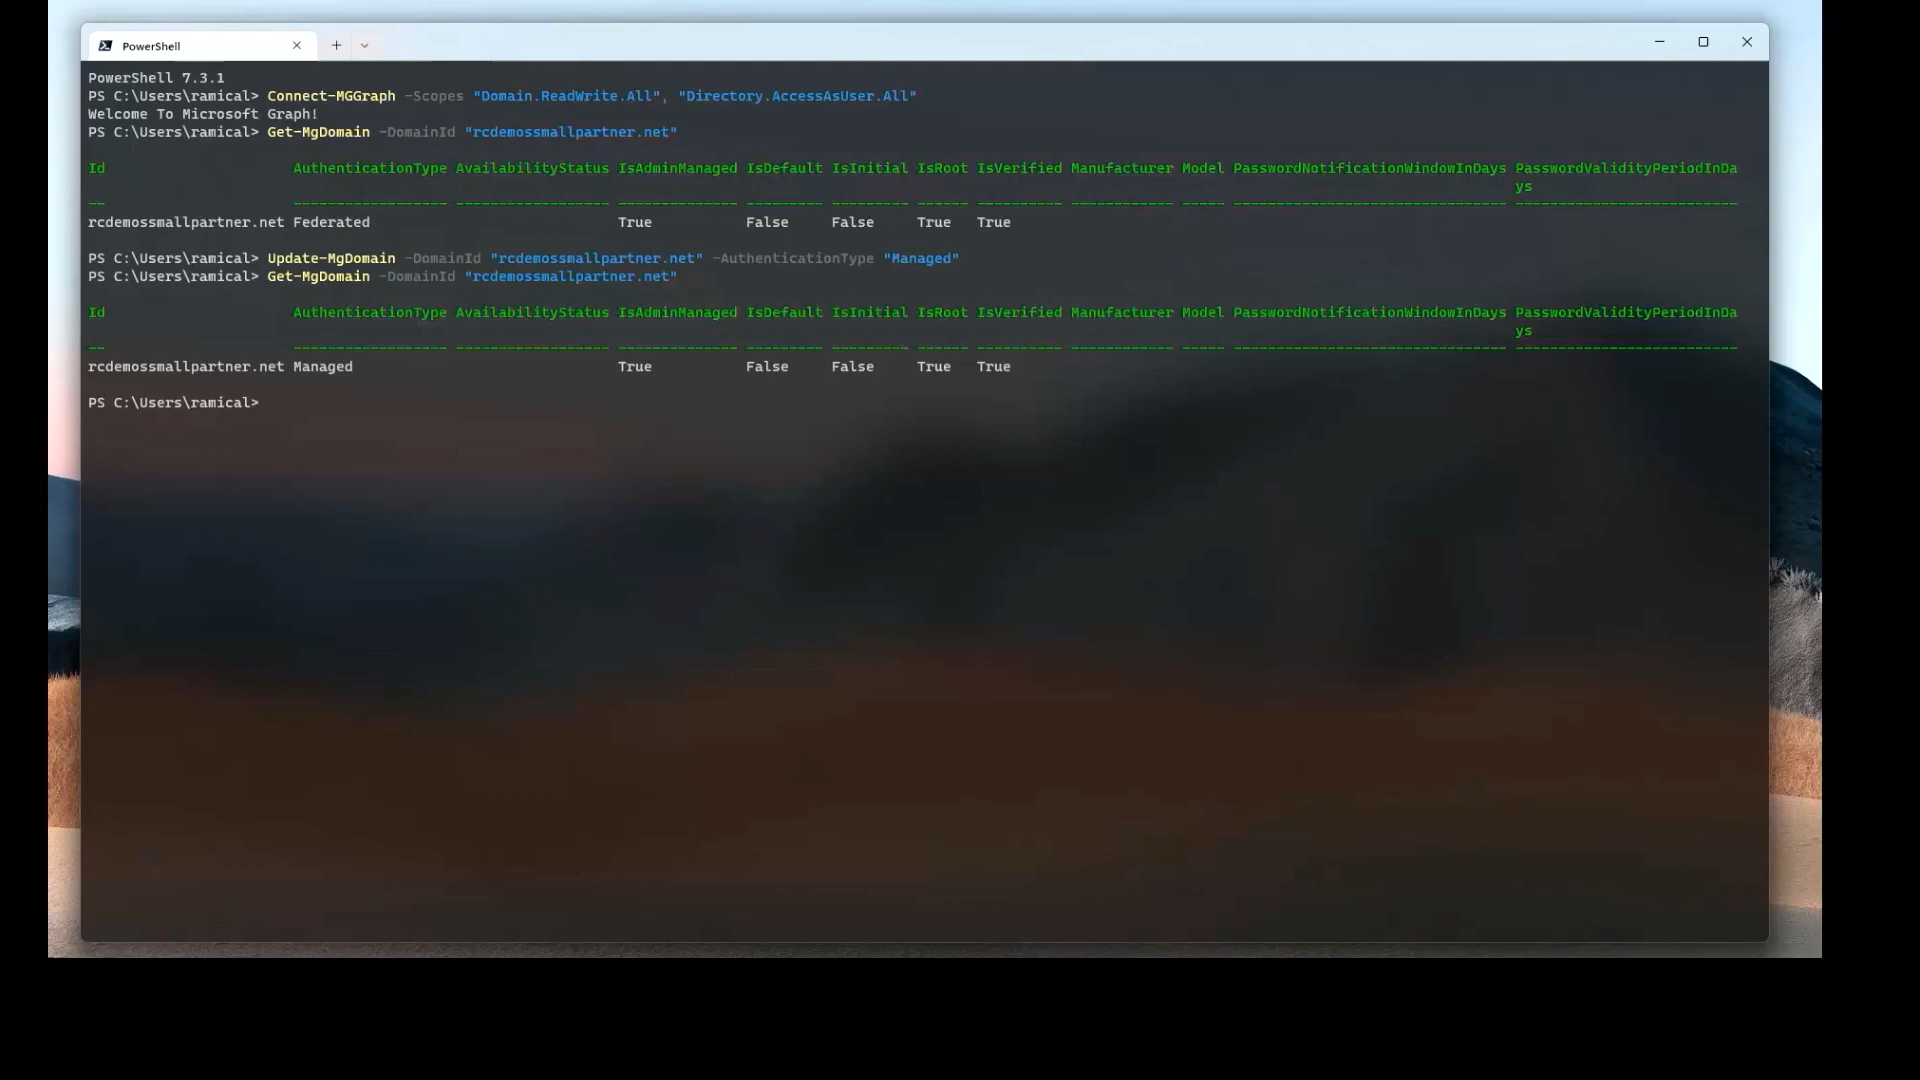 PowerShell
PowerShell 7.3.1
PS C:\Users\ramical> Connect-MGGraph -Scopes "Domain.ReadWrite.All", "Directory.AccessAsUser.All"
Welcome To Microsoft Graph!
PS C:\Users\ramical> Get-MgDomain -DomainId "rcdemossmallpartner.net"
Id AuthenticationType AvailabilityStatus IsAdminManaged IsDefault IsInitial IsRoot IsVerified Manufacturer Model PasswordNotificationWindowInDays PasswordValidityPeriodInDa
ys
-- ------------------ ------------------ -------------- --------- --------- ------ ---------- ------------ ----- -------------------------------- --------------------------
rcdemossmallpartner.net Federated True False False True True
PS C:\Users\ramical> Update-MgDomain -DomainId "rcdemossmallpartner.net" -AuthenticationType "Managed"
PS C:\Users\ramical> Get-MgDomain -DomainId "rcdemossmallpartner.net"
Id AuthenticationType AvailabilityStatus IsAdminManaged IsDefault IsInitial IsRoot IsVerified Manufacturer Model PasswordNotificationWindowInDays PasswordValidityPeriodInDa
ys
-- ------------------ ------------------ -------------- --------- --------- ------ ---------- ------------ ----- -------------------------------- --------------------------
rcdemossmallpartner.net Managed True False False True True
PS C:\Users\ramical>